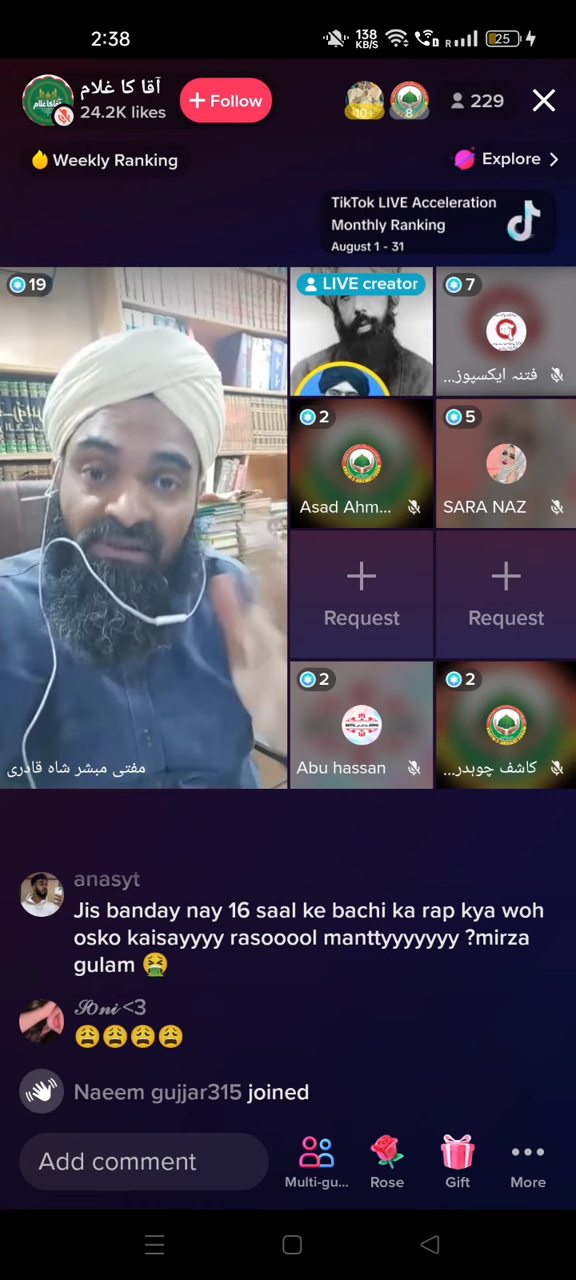 2:38
138
KB/S
R
25
آقا کا غلام
24.2K likes
+ Follow
10+
8
229
Weekly Ranking
Explore >
TikTok LIVE Acceleration
Monthly Ranking
August 1 - 31
19
LIVE creator
7
فتنہ ایکسپوز...
2
Asad Ahm...
5
SARA NAZ
Request
Request
مفتی مبشر شاہ قادری
2
Abu hassan
2
کاشف چوہدر...
anasyt
Jis banday nay 16 saal ke bachi ka rap kya woh
osko kaisayyyy rasooool manttyyyyyyy ?mirza
gulam 🤮
𝒮𝑜𝓃𝒾 <3
😩😩😩😩
Naeem gujjar315 joined
Add comment
Multi-gu...
Rose
Gift
More